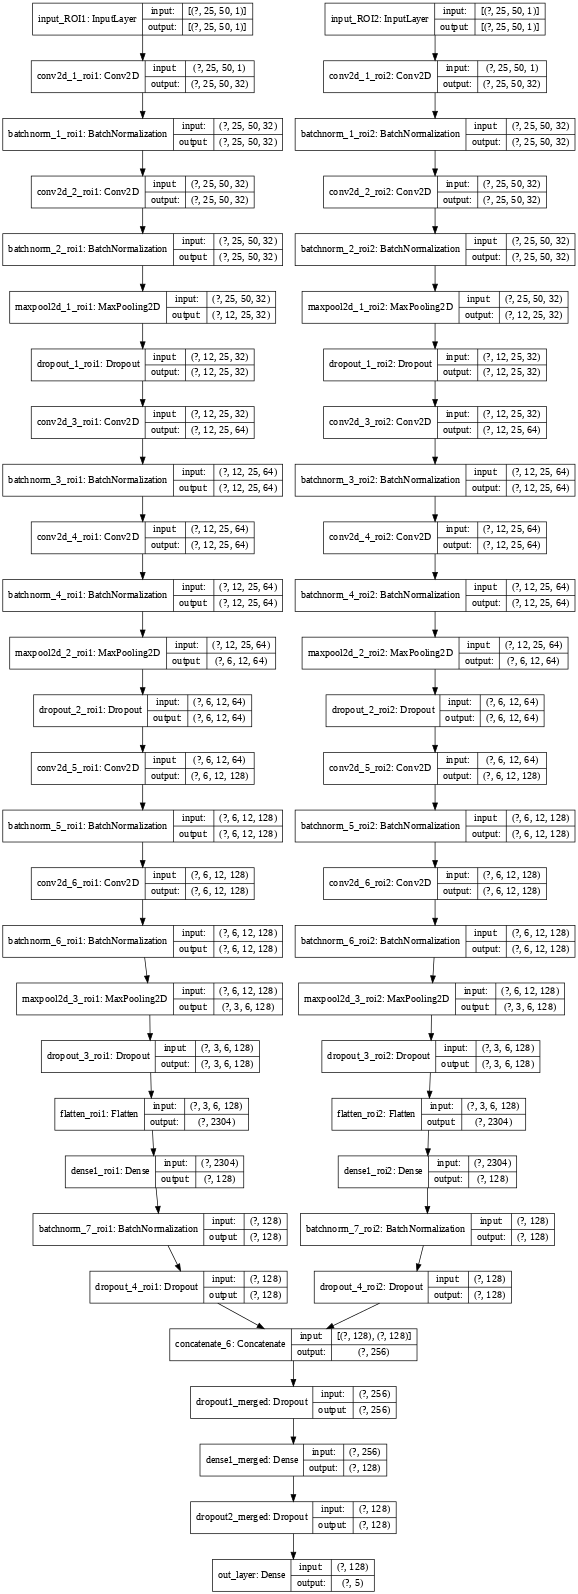 input_ROI1: InputLayer input: [(?, 25, 50, 1)] output: [(?, 25, 50, 1)]
input_ROI2: InputLayer input: [(?, 25, 50, 1)] output: [(?, 25, 50, 1)]
conv2d_1_roi1: Conv2D input: (?, 25, 50, 1) output: (?, 25, 50, 32)
conv2d_1_roi2: Conv2D input: (?, 25, 50, 1) output: (?, 25, 50, 32)
batchnorm_1_roi1: BatchNormalization input: (?, 25, 50, 32) output: (?, 25, 50, 32)
batchnorm_1_roi2: BatchNormalization input: (?, 25, 50, 32) output: (?, 25, 50, 32)
conv2d_2_roi1: Conv2D input: (?, 25, 50, 32) output: (?, 25, 50, 32)
conv2d_2_roi2: Conv2D input: (?, 25, 50, 32) output: (?, 25, 50, 32)
batchnorm_2_roi1: BatchNormalization input: (?, 25, 50, 32) output: (?, 25, 50, 32)
batchnorm_2_roi2: BatchNormalization input: (?, 25, 50, 32) output: (?, 25, 50, 32)
maxpool2d_1_roi1: MaxPooling2D input: (?, 25, 50, 32) output: (?, 12, 25, 32)
maxpool2d_1_roi2: MaxPooling2D input: (?, 25, 50, 32) output: (?, 12, 25, 32)
dropout_1_roi1: Dropout input: (?, 12, 25, 32) output: (?, 12, 25, 32)
dropout_1_roi2: Dropout input: (?, 12, 25, 32) output: (?, 12, 25, 32)
conv2d_3_roi1: Conv2D input: (?, 12, 25, 32) output: (?, 12, 25, 64)
conv2d_3_roi2: Conv2D input: (?, 12, 25, 32) output: (?, 12, 25, 64)
batchnorm_3_roi1: BatchNormalization input: (?, 12, 25, 64) output: (?, 12, 25, 64)
batchnorm_3_roi2: BatchNormalization input: (?, 12, 25, 64) output: (?, 12, 25, 64)
conv2d_4_roi1: Conv2D input: (?, 12, 25, 64) output: (?, 12, 25, 64)
conv2d_4_roi2: Conv2D input: (?, 12, 25, 64) output: (?, 12, 25, 64)
batchnorm_4_roi1: BatchNormalization input: (?, 12, 25, 64) output: (?, 12, 25, 64)
batchnorm_4_roi2: BatchNormalization input: (?, 12, 25, 64) output: (?, 12, 25, 64)
maxpool2d_2_roi1: MaxPooling2D input: (?, 12, 25, 64) output: (?, 6, 12, 64)
maxpool2d_2_roi2: MaxPooling2D input: (?, 12, 25, 64) output: (?, 6, 12, 64)
dropout_2_roi1: Dropout input: (?, 6, 12, 64) output: (?, 6, 12, 64)
dropout_2_roi2: Dropout input: (?, 6, 12, 64) output: (?, 6, 12, 64)
conv2d_5_roi1: Conv2D input: (?, 6, 12, 64) output: (?, 6, 12, 128)
conv2d_5_roi2: Conv2D input: (?, 6, 12, 64) output: (?, 6, 12, 128)
batchnorm_5_roi1: BatchNormalization input: (?, 6, 12, 128) output: (?, 6, 12, 128)
batchnorm_5_roi2: BatchNormalization input: (?, 6, 12, 128) output: (?, 6, 12, 128)
conv2d_6_roi1: Conv2D input: (?, 6, 12, 128) output: (?, 6, 12, 128)
conv2d_6_roi2: Conv2D input: (?, 6, 12, 128) output: (?, 6, 12, 128)
batchnorm_6_roi1: BatchNormalization input: (?, 6, 12, 128) output: (?, 6, 12, 128)
batchnorm_6_roi2: BatchNormalization input: (?, 6, 12, 128) output: (?, 6, 12, 128)
maxpool2d_3_roi1: MaxPooling2D input: (?, 6, 12, 128) output: (?, 3, 6, 128)
maxpool2d_3_roi2: MaxPooling2D input: (?, 6, 12, 128) output: (?, 3, 6, 128)
dropout_3_roi1: Dropout input: (?, 3, 6, 128) output: (?, 3, 6, 128)
dropout_3_roi2: Dropout input: (?, 3, 6, 128) output: (?, 3, 6, 128)
flatten_roi1: Flatten input: (?, 3, 6, 128) output: (?, 2304)
flatten_roi2: Flatten input: (?, 3, 6, 128) output: (?, 2304)
dense1_roi1: Dense input: (?, 2304) output: (?, 128)
dense1_roi2: Dense input: (?, 2304) output: (?, 128)
batchnorm_7_roi1: BatchNormalization input: (?, 128) output: (?, 128)
batchnorm_7_roi2: BatchNormalization input: (?, 128) output: (?, 128)
dropout_4_roi1: Dropout input: (?, 128) output: (?, 128)
dropout_4_roi2: Dropout input: (?, 128) output: (?, 128)
concatenate_6: Concatenate input: [(?, 128), (?, 128)] output: (?, 256)
dropout1_merged: Dropout input: (?, 256) output: (?, 256)
dense1_merged: Dense input: (?, 256) output: (?, 128)
dropout2_merged: Dropout input: (?, 128) output: (?, 128)
out_layer: Dense input: (?, 128) output: (?, 5)